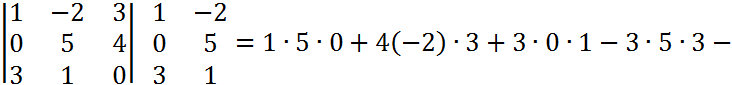 |1 −2 3| 1 −2
|0 5 4| 0 5 = 1 ⋅ 5 ⋅ 0 + 4(−2) ⋅ 3 + 3 ⋅ 0 ⋅ 1 − 3 ⋅ 5 ⋅ 3 −
|3 1 0| 3 1